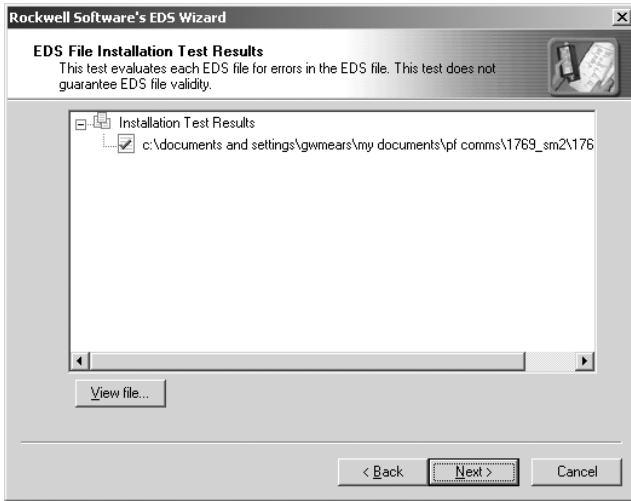 Rockwell Software's EDS Wizard
EDS File Installation Test Results
This test evaluates each EDS file for errors in the EDS file. This test does not
guarantee EDS file validity.
Installation Test Results
c:\documents and settings\gwmears\my documents\pf comms\1769_sm2\176
View file...
< Back
Next >
Cancel